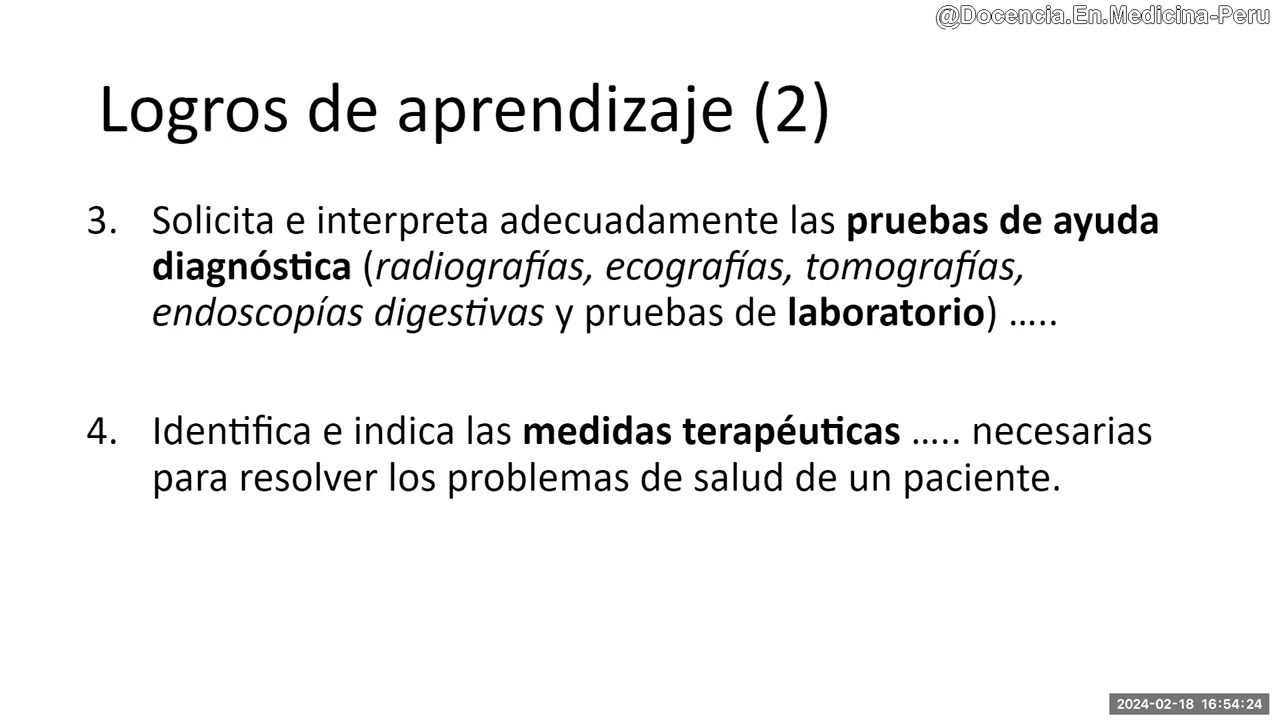 @Docencia.En.Medicina-Peru
Logros de aprendizaje (2)
3. Solicita e interpreta adecuadamente las pruebas de ayuda
diagnóstica (radiografías, ecografías, tomografías,
endoscopías digestivas y pruebas de laboratorio) …..
4. Identifica e indica las medidas terapéuticas ….. necesarias
para resolver los problemas de salud de un paciente.
2024-02-18 16:54:24